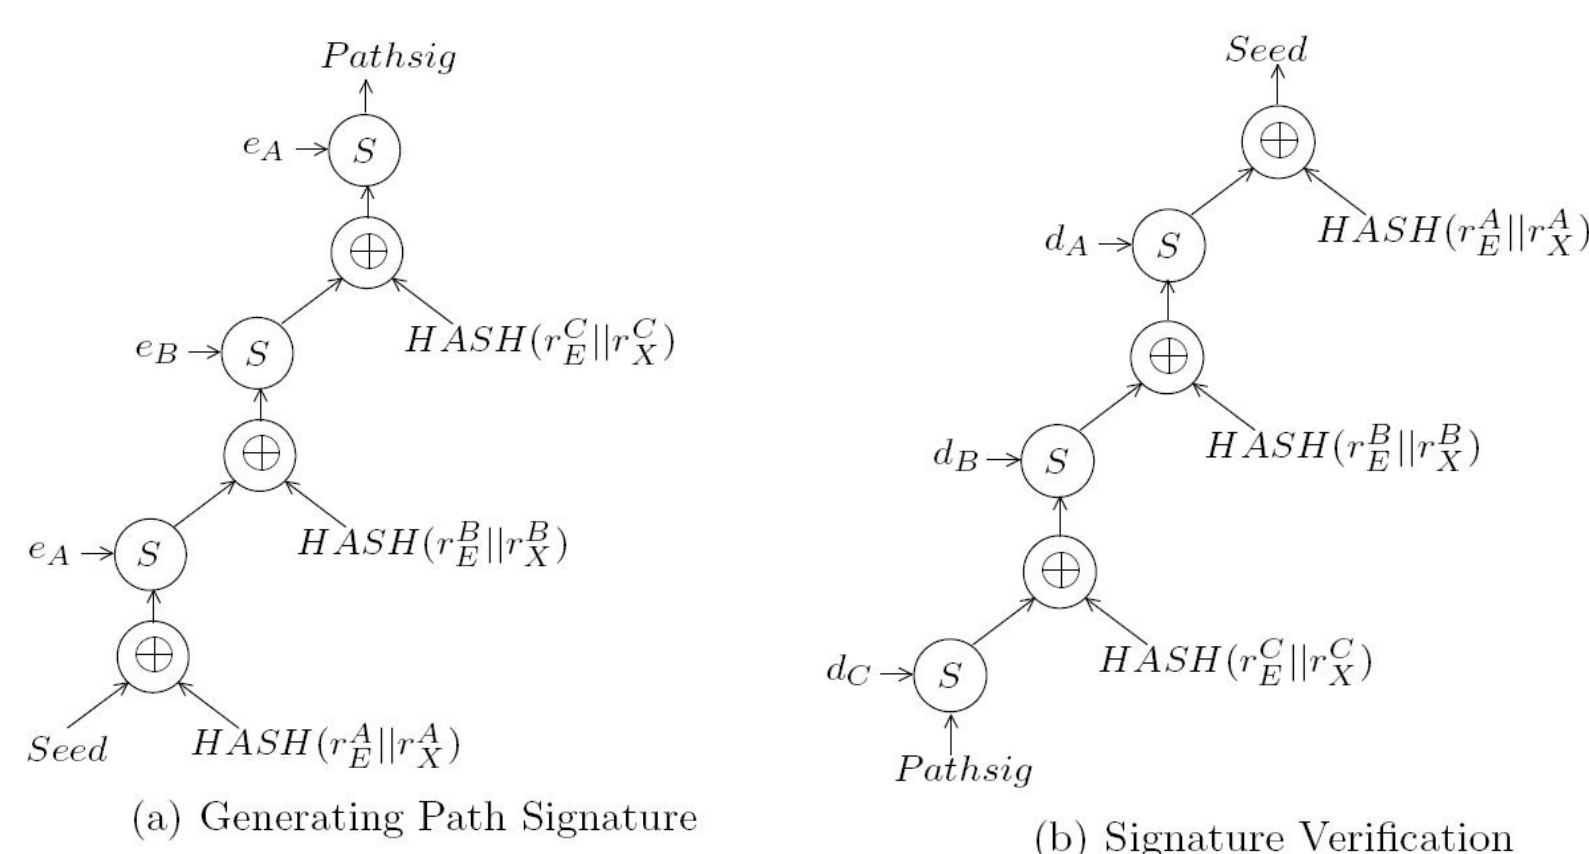 Pathsig
e_A
S
⊕
e_B
S
HASH(r_E^C||r_X^C)
⊕
e_A
S
HASH(r_E^B||r_X^B)
⊕
Seed
HASH(r_E^A||r_X^A)
(a) Generating Path Signature
Seed
⊕
d_A
S
HASH(r_E^A||r_X^A)
⊕
d_B
S
HASH(r_E^B||r_X^B)
⊕
d_C
S
HASH(r_E^C||r_X^C)
Pathsig
(b) Signature Verification